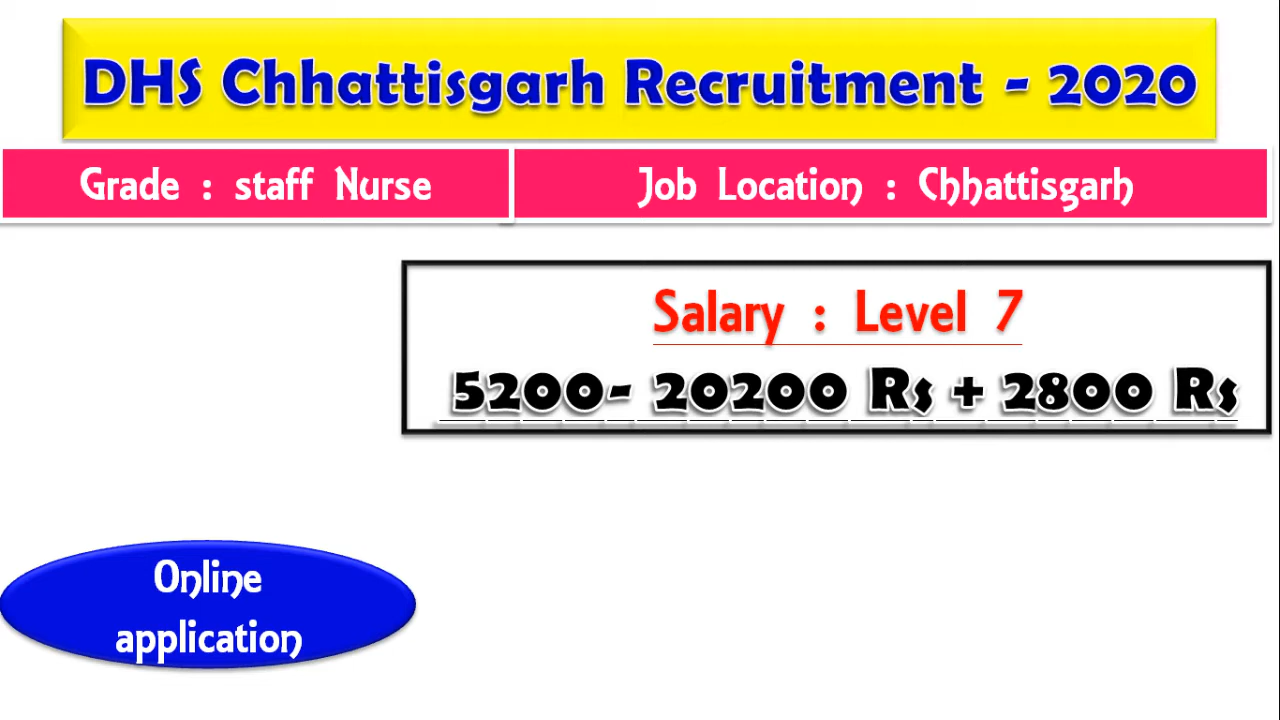 DHS Chhattisgarh Recruitment - 2020
Grade : staff Nurse
Job Location : Chhattisgarh
Salary : Level 7
5200- 20200 Rs + 2800 Rs
Online
application